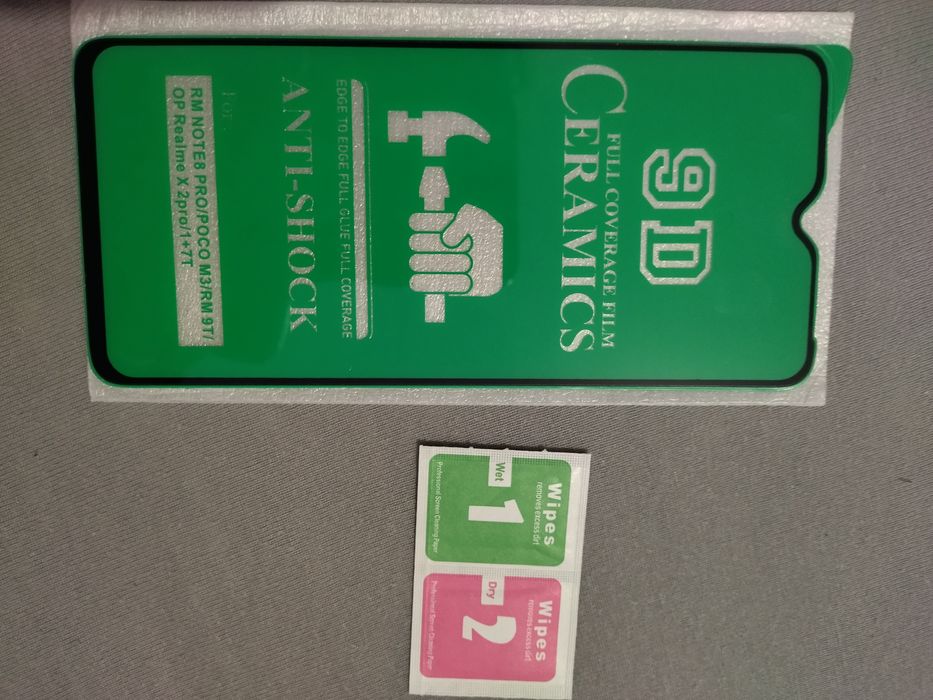 9D
FULL COVERAGE FILM
CERAMICS
EDGE TO EDGE FULL GLUE FULL COVERAGE
ANTI-SHOCK
For:
RM NOTE8 PRO/POCO M3/RM 9T/
OP Realme X 2pro/1+7T
Wipes
removes excess dirt
Wet
1
Professional Screen Cleaning Paper
Wipes
removes excess dirt
Dry
2
Professional Screen Cleaning Paper